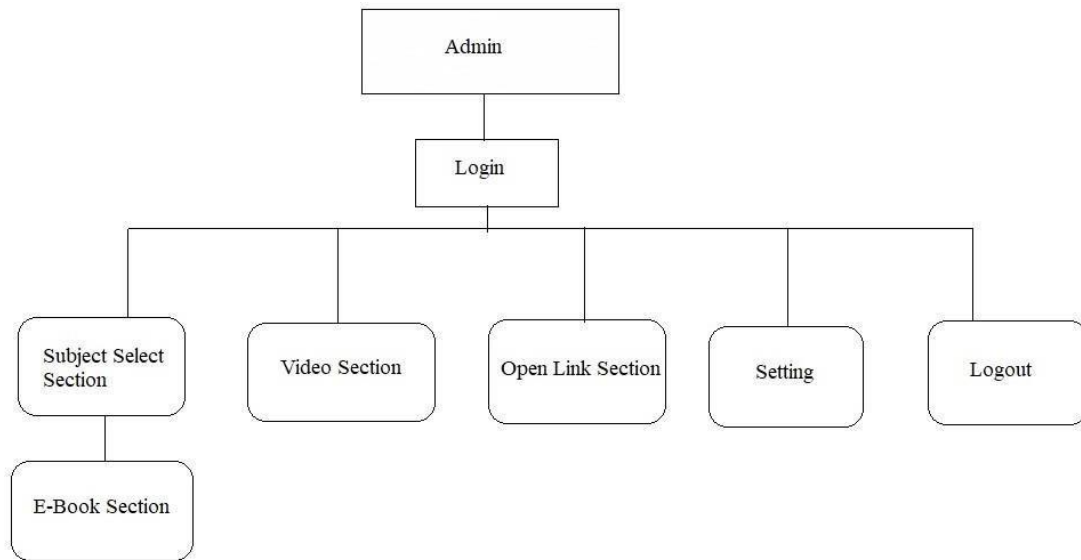 Admin
Login
Subject Select
Section
Video Section
Open Link Section
Setting
Logout
E-Book Section